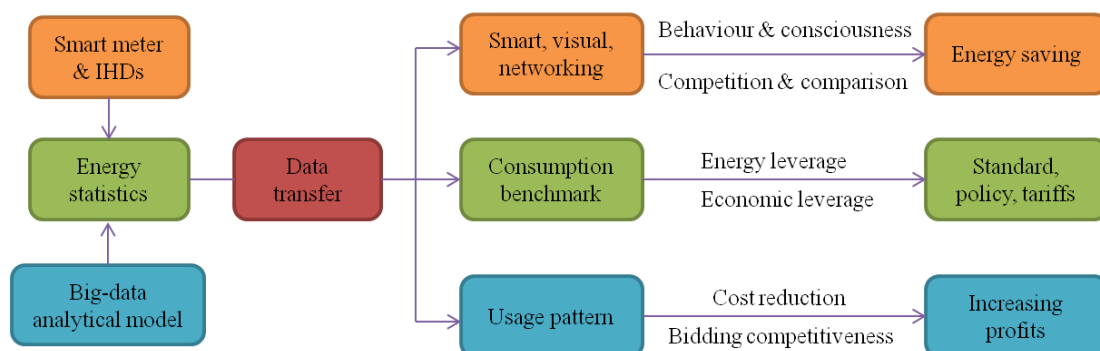 Smart meter
& IHDs
Energy
statistics
Big-data
analytical model
Data
transfer
Smart, visual,
networking
Behaviour & consciousness
Competition & comparison
Energy saving
Consumption
benchmark
Energy leverage
Economic leverage
Standard,
policy, tariffs
Usage pattern
Cost reduction
Bidding competitiveness
Increasing
profits